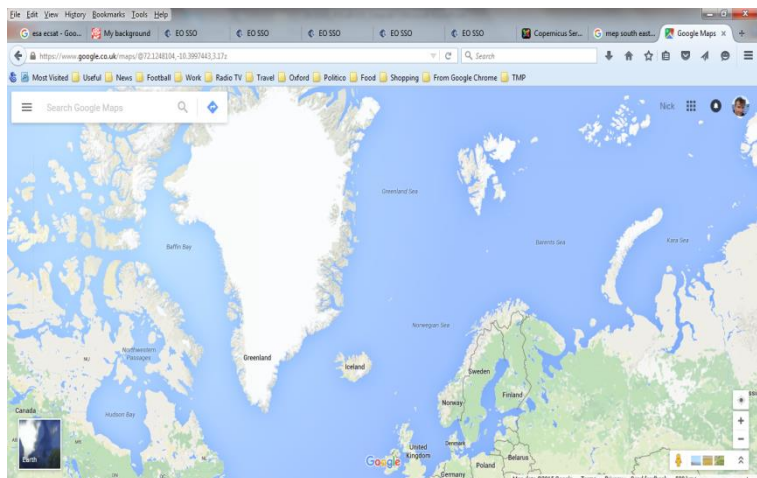 File Edit View History Bookmarks Tools Help
esa ecsat - Goo... My background EO SSO EO SSO EO SSO EO SSO EO SSO Copernicus Ser... mep south east... Google Maps
https://www.google.co.uk/maps/@72.1248104,-10.3997443,3.17z Search
Most Visited Useful News Football Work Radio TV Travel Oxford Politico Food Shopping From Google Chrome TMP
Search Google Maps Nick
Greenland Sea
Baffin Bay
Barents Sea
Kara Sea
Norwegian Sea
Northwestern
Passages
NU
Greenland
Iceland
Sweden
Finland
Norway
Canada
Hudson Bay
United
Kingdom
Denmark
Belarus
Poland
Germany
Earth
Google